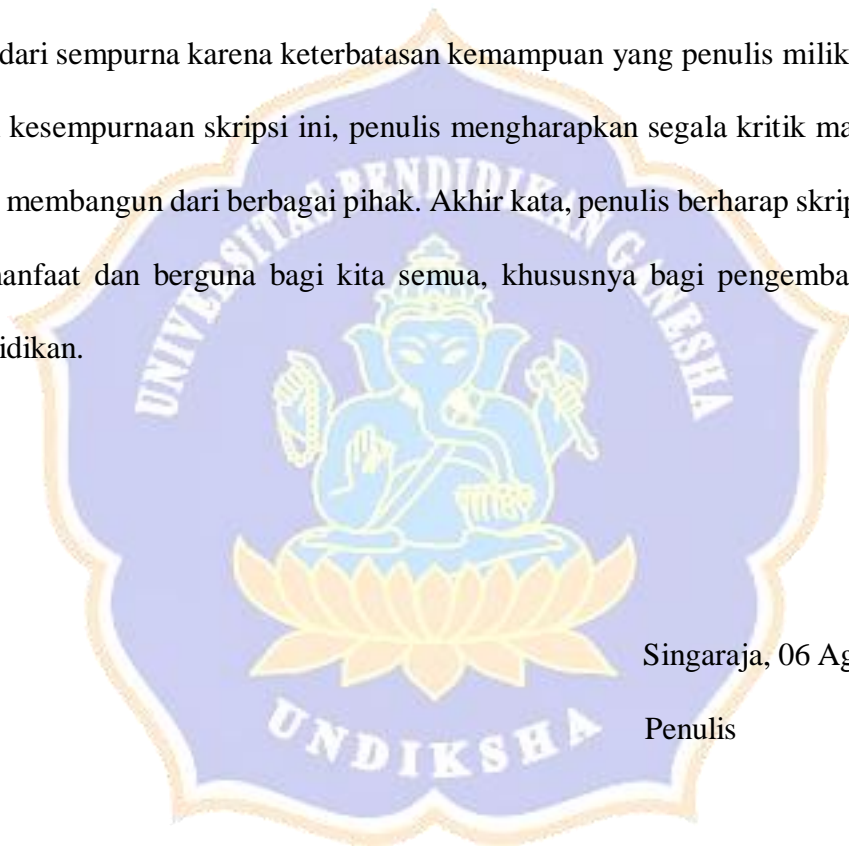 dari sempurna karena keterbatasan kemampuan yang penulis milik
kesempurnaan skripsi ini, penulis mengharapkan segala kritik ma
membangun dari berbagai pihak. Akhir kata, penulis berharap skrip
anfaat dan berguna bagi kita semua, khususnya bagi pengemba
idikan.
UNIVERSITAS PENDIDIKAN GANESHA
Singaraja, 06 Ag
UNDIKSHA
Penulis